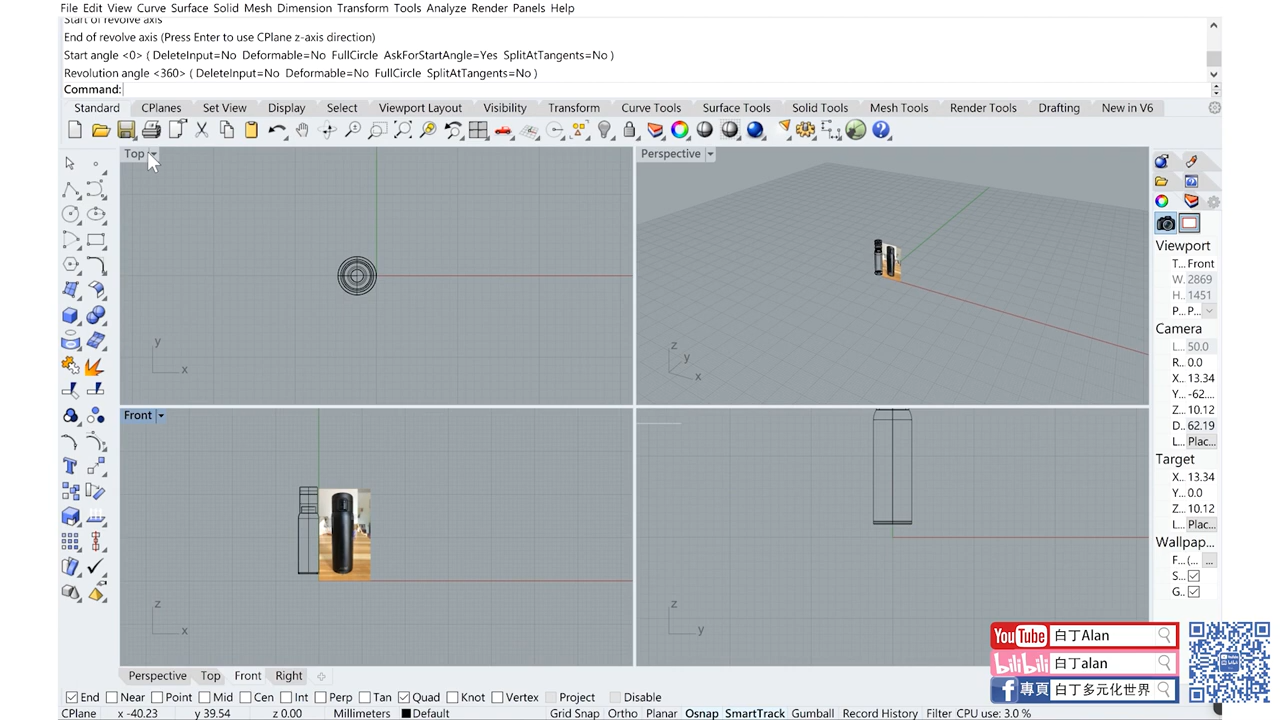 File Edit View Curve Surface Solid Mesh Dimension Transform Tools Analyze Render Panels Help
Start of revolve axis
End of revolve axis (Press Enter to use CPlane z-axis direction)
Start angle <0> ( DeleteInput=No Deformable=No FullCircle AskForStartAngle=Yes SplitAtTangents=No )
Revolution angle <360> ( DeleteInput=No Deformable=No FullCircle SplitAtTangents=No )
Command:
Standard CPlanes Set View Display Select Viewport Layout Visibility Transform Curve Tools Surface Tools Solid Tools Mesh Tools Render Tools Drafting New in V6
Top
Perspective
y
x
z
y
x
Front
z
x
z
y
Viewport
T... Front
W. 2869
H.. 1451
P... P...
Camera
L... 50.0
R.. 0.0
X... 13.34
Y... -62....
Z... 10.12
D.. 62.19
L... Plac...
Target
X... 13.34
Y... 0.0
Z... 10.12
L... Plac...
Wallpap...
F... (... ...
S...
G..
YouTube 白丁Alan
bilibili 白丁alan
f 專頁 白丁多元化世界
Perspective Top Front Right
End Near Point Mid Cen Int Perp Tan Quad Knot Vertex Project Disable
CPlane x -40.23 y 39.54 z 0.00 Millimeters Default Grid Snap Ortho Planar Osnap SmartTrack Gumball Record History Filter CPU use: 3.0 %